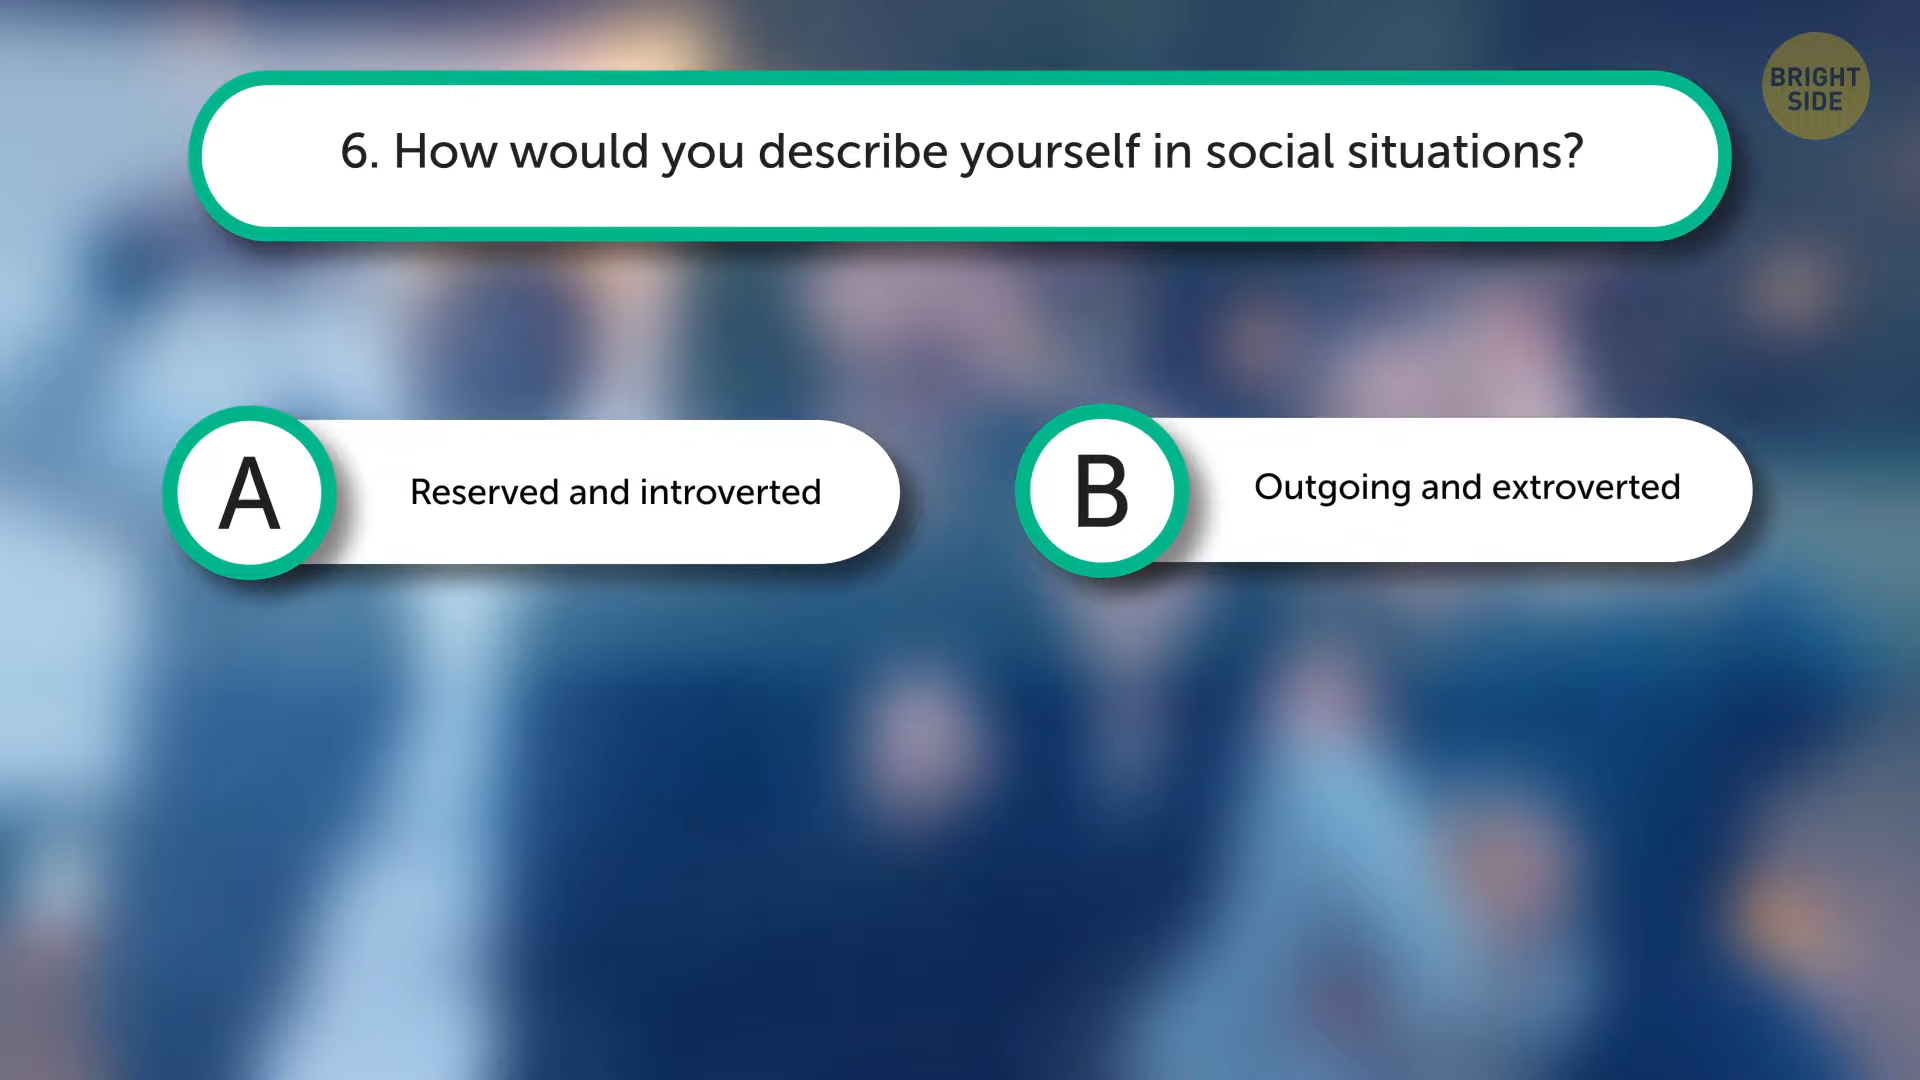 BRIGHT
SIDE
6. How would you describe yourself in social situations?
A
Reserved and introverted
B
Outgoing and extroverted